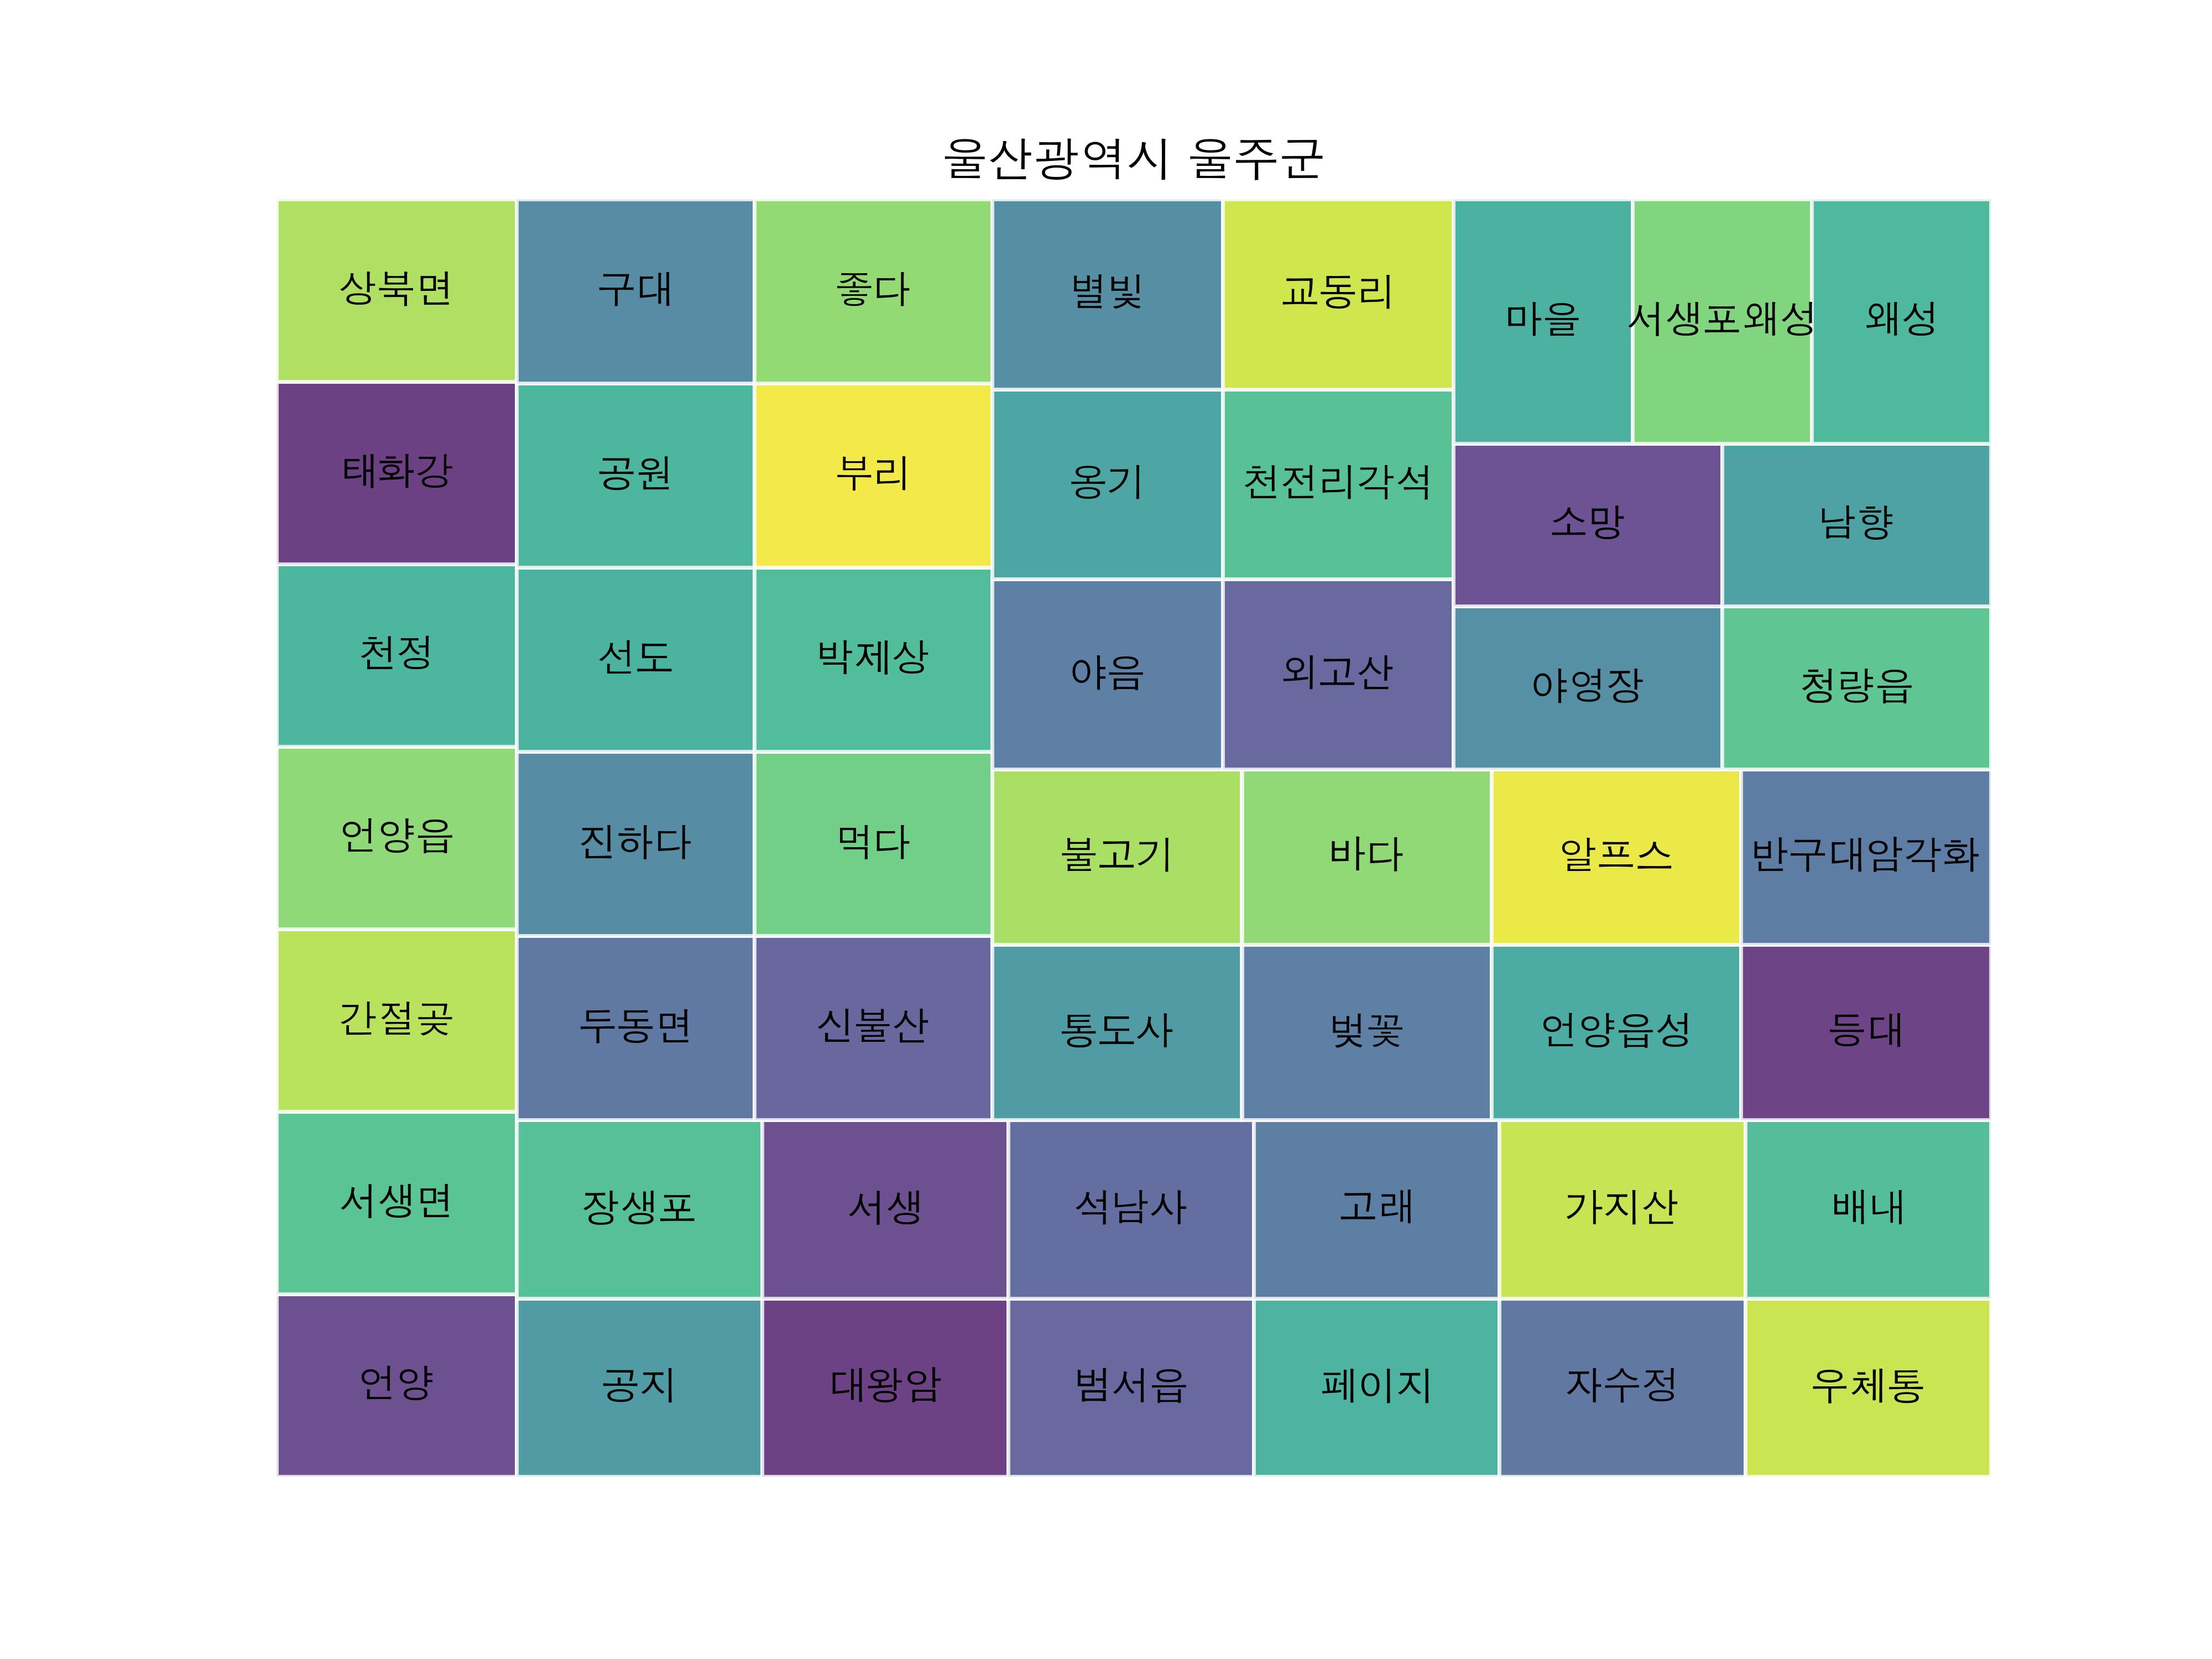 울산광역시 울주군
상북면
구대
좋다
별빛
교동리
마을
서생포왜성
왜성
태화강
공원
부리
옹기
천전리각석
소망
남향
천정
선도
박제상
야음
외고산
야영장
청량읍
언양읍
진하다
먹다
불고기
바다
알프스
반구대암각화
간절곶
두동면
신불산
통도사
벚꽃
언양읍성
등대
서생면
장생포
서생
석남사
고래
가지산
배내
언양
공지
대왕암
범서읍
페이지
자수정
우체통